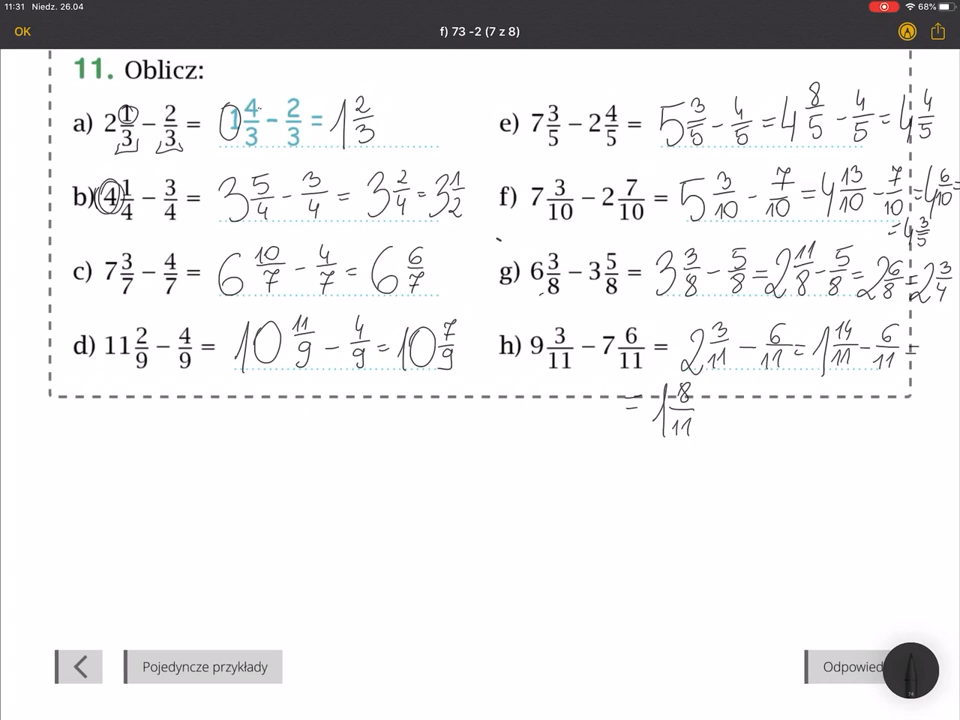 11:31 Niedz. 26.04 68%
OK f) 73 -2 (7 z 8)
11. Oblicz:
a) 2 1/3 − 2/3 = 1 4/3 − 2/3 = 1 2/3
b) 4 1/4 − 3/4 = 3 5/4 − 3/4 = 3 2/4 = 3 1/2
c) 7 3/7 − 4/7 = 6 10/7 − 4/7 = 6 6/7
d) 11 2/9 − 4/9 = 10 11/9 − 4/9 = 10 7/9
e) 7 3/5 − 2 4/5 = 5 3/5 − 4/5 = 4 8/5 − 4/5 = 4 4/5
f) 7 3/10 − 2 7/10 = 5 3/10 − 7/10 = 4 13/10 − 7/10 = 4 6/10 =
= 4 3/5
g) 6 3/8 − 3 5/8 = 3 3/8 − 5/8 = 2 11/8 − 5/8 = 2 6/8 = 2 3/4
h) 9 3/11 − 7 6/11 = 2 3/11 − 6/11 = 1 14/11 − 6/11 =
= 1 8/11
Pojedyncze przykłady
Odpowied